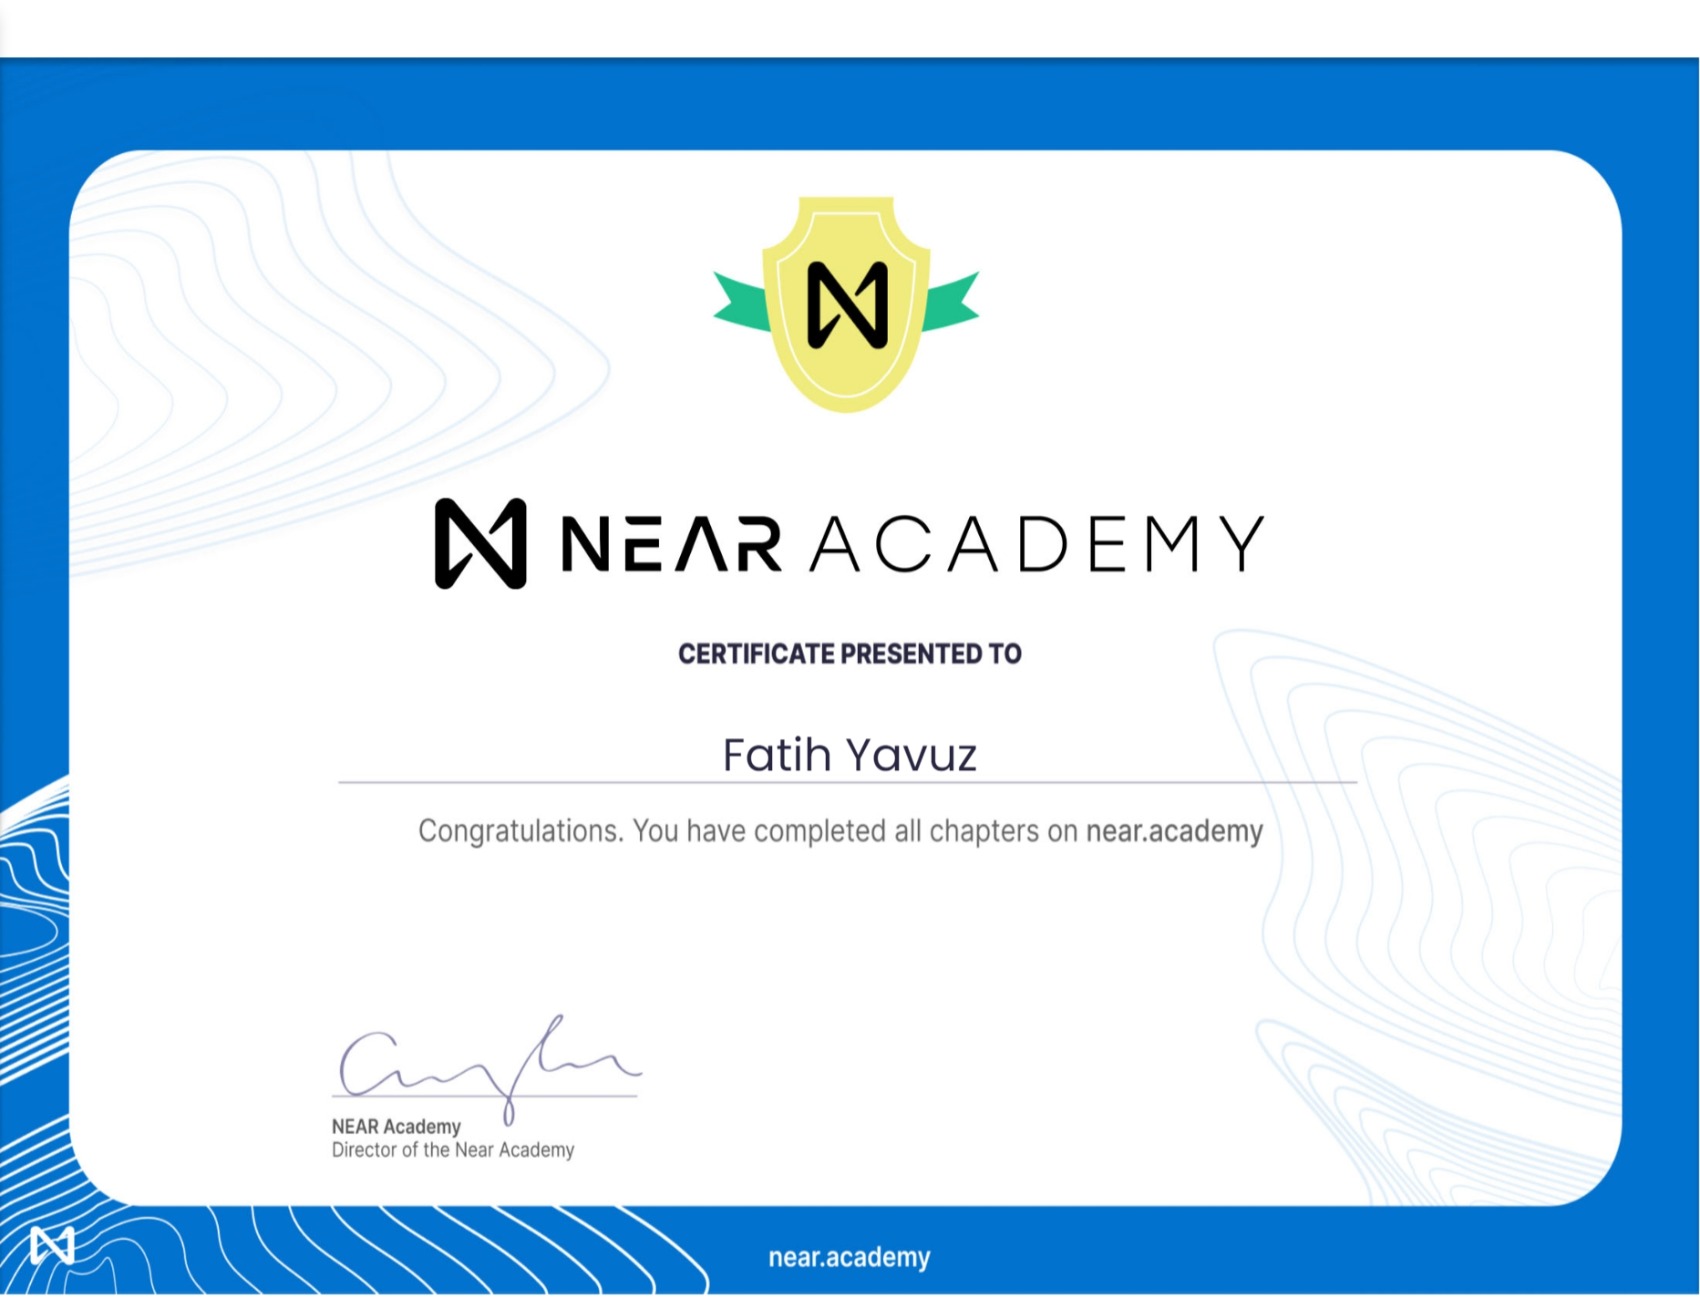 NEAR ACADEMY
CERTIFICATE PRESENTED TO
Fatih Yavuz
Congratulations. You have completed all chapters on near.academy
NEAR Academy
Director of the Near Academy
near.academy